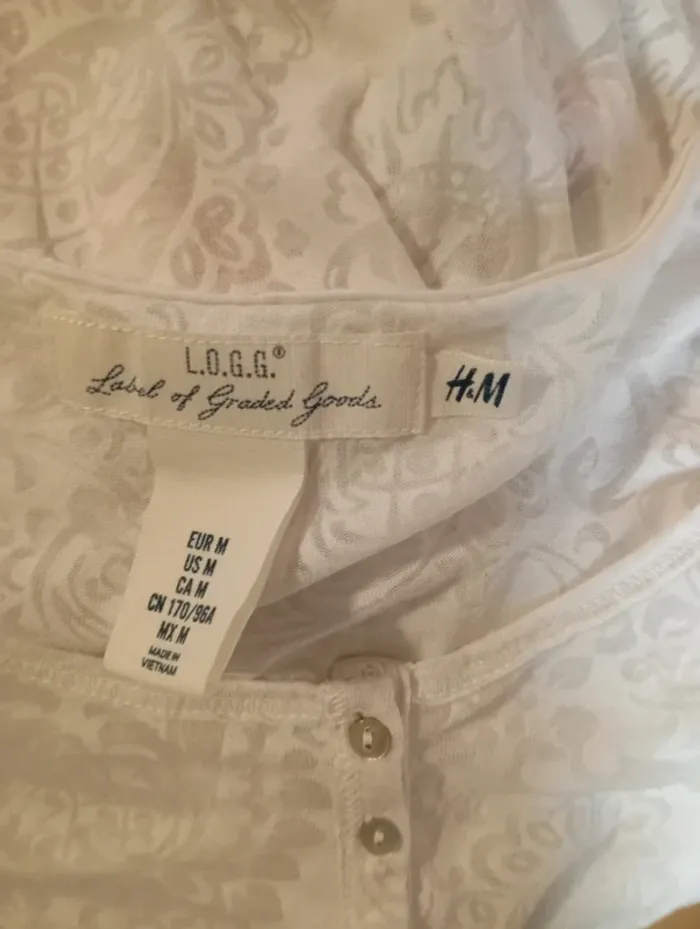 L.O.G.G.®
Label of Graded Goods
H&M
EUR M
US M
CA M
CN 170/96A
MX M
MADE IN
VIETNAM